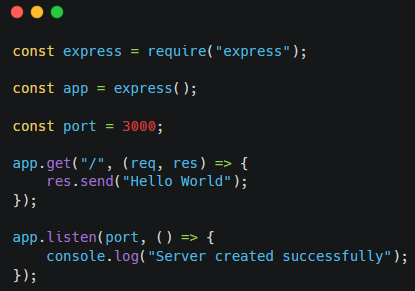 const express = require("express");
const app = express();
const port = 3000;
app.get("/", (req, res) => {
    res.send("Hello World");
});
app.listen(port, () => {
    console.log("Server created successfully");
});